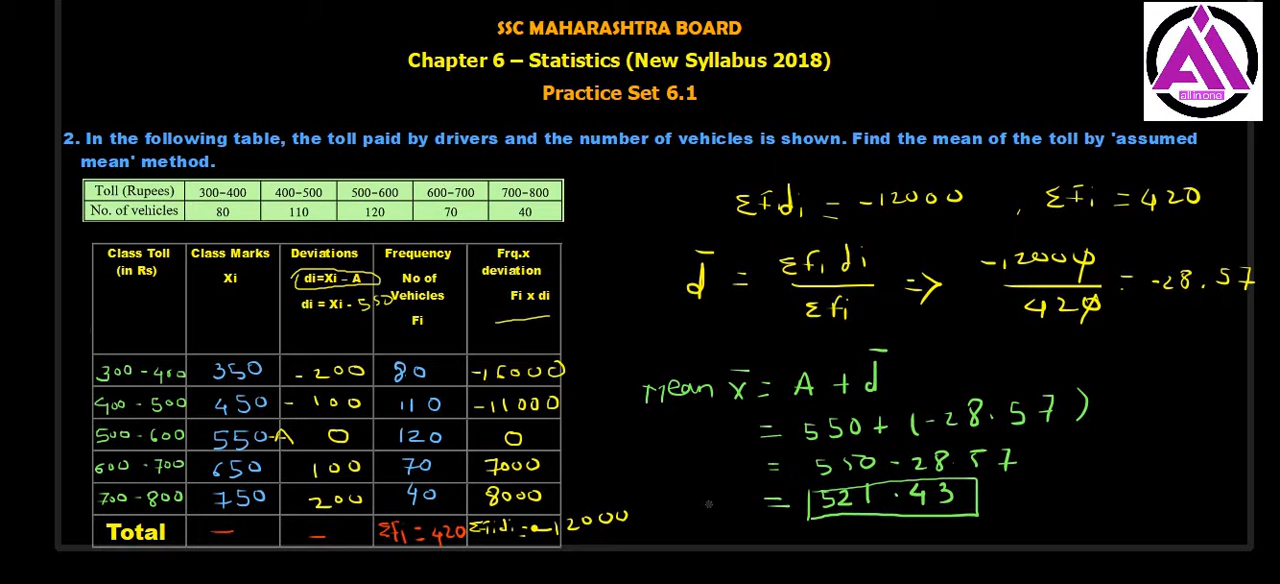 SSC MAHARASHTRA BOARD
Chapter 6 – Statistics (New Syllabus 2018)
Practice Set 6.1
all in one
2. In the following table, the toll paid by drivers and the number of vehicles is shown. Find the mean of the toll by 'assumed
mean' method.
Toll (Rupees) 300-400 400-500 500-600 600-700 700-800
No. of vehicles 80 110 120 70 40
Σfidi = -12000 , Σfi = 420
Class Toll (in Rs) Class Marks Xi Deviations di=Xi – A di = Xi - 550 Frequency No of Vehicles Fi Frq.x deviation Fi x di
300-400 350 -200 80 -16000
400-500 450 -100 110 -11000
500-600 550-A 0 120 0
600-700 650 100 70 7000
700-800 750 200 40 8000
Total — — Σfi = 420 Σfidi = -12000
d̄ = Σfidi / Σfi => -12000 / 420 = -28.57
Mean x̄ = A + d̄
= 550 + (-28.57)
= 550 - 28.57
= 521.43